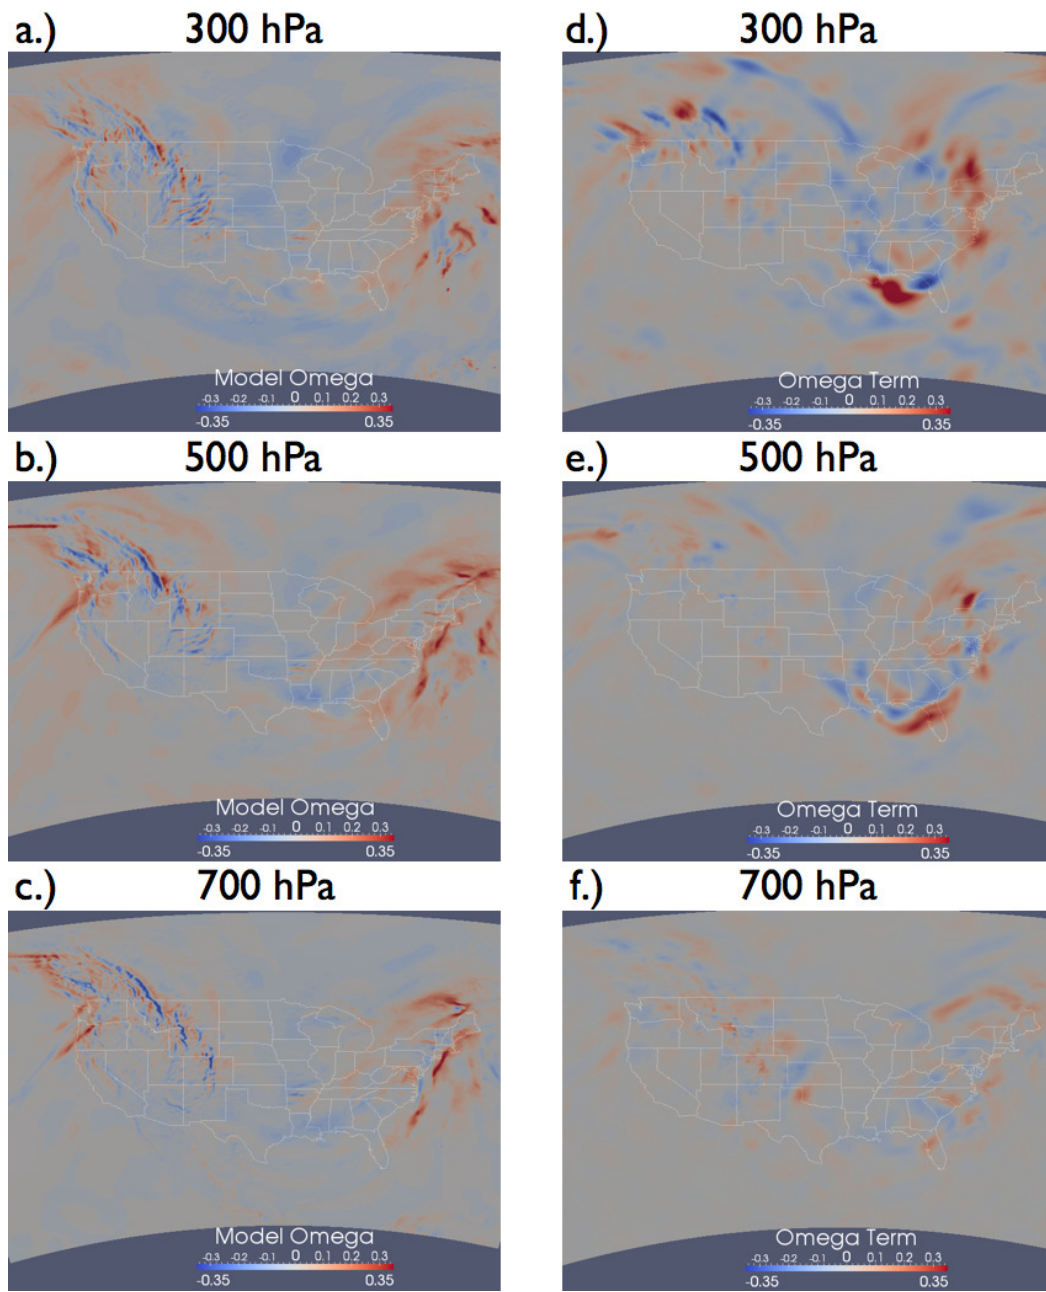 a.) 300 hPa
d.) 300 hPa
Model Omega
-0.3 -0.2 -0.1 0 0.1 0.2 0.3
-0.35 0.35
Omega Term
-0.3 -0.2 -0.1 0 0.1 0.2 0.3
-0.35 0.35
b.) 500 hPa
e.) 500 hPa
Model Omega
-0.3 -0.2 -0.1 0 0.1 0.2 0.3
-0.35 0.35
Omega Term
-0.3 -0.2 -0.1 0 0.1 0.2 0.3
-0.35 0.35
c.) 700 hPa
f.) 700 hPa
Model Omega
-0.3 -0.2 -0.1 0 0.1 0.2 0.3
-0.35 0.35
Omega Term
-0.3 -0.2 -0.1 0 0.1 0.2 0.3
-0.35 0.35